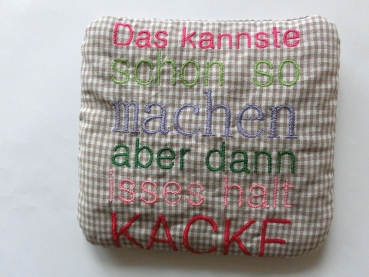 Das kannste
schon so
machen
aber dann
isses halt
KACKE